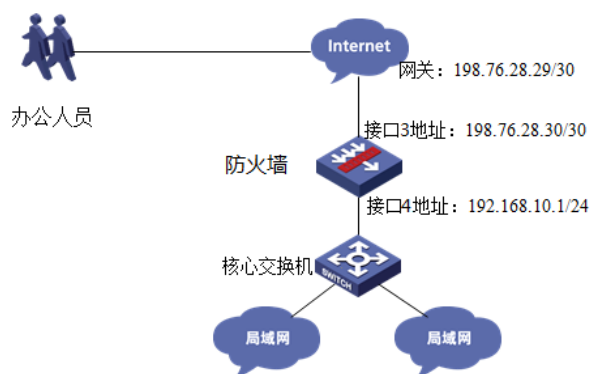 Internet
网关：198.76.28.29/30
办公人员
接口3地址：198.76.28.30/30
防火墙
接口4地址：192.168.10.1/24
核心交换机
SWITCH
局域网
局域网